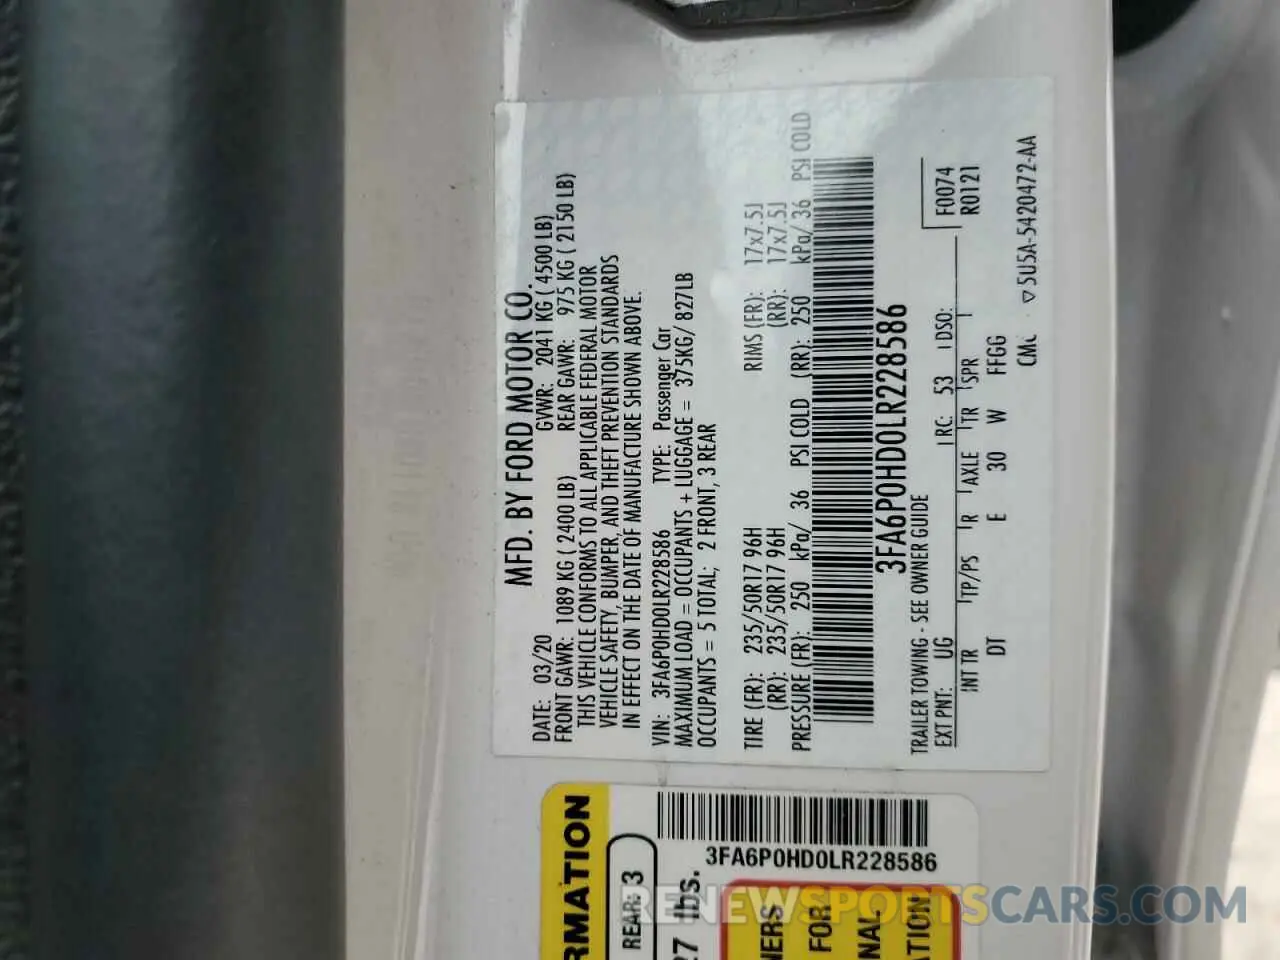 MFD. BY FORD MOTOR CO.
DATE: 03/20 GVWR: 2041 KG ( 4500 LB)
FRONT GAWR: 1089 KG ( 2400 LB) REAR GAWR: 975 KG ( 2150 LB)
THIS VEHICLE CONFORMS TO ALL APPLICABLE FEDERAL MOTOR
VEHICLE SAFETY, BUMPER, AND THEFT PREVENTION STANDARDS
IN EFFECT ON THE DATE OF MANUFACTURE SHOWN ABOVE.
VIN: 3FA6P0HD0LR228586 TYPE: Passenger Car
MAXIMUM LOAD = OCCUPANTS + LUGGAGE = 375KG/ 827LB
OCCUPANTS = 5 TOTAL; 2 FRONT, 3 REAR
TIRE (FR): 235/50R17 96H RIMS (FR): 17x7.5J
(RR): 235/50R17 96H (RR): 17x7.5J
PRESSURE (FR): 250 kPa/ 36 PSI COLD (RR): 250 kPa/ 36 PSI COLD
3FA6P0HD0LR228586
TRAILER TOWING - SEE OWNER GUIDE
EXT PNT: UG RC: 53 DSO:
F0074
R0121
INT TR TP/PS R AXLE TR SPR
DT E 30 W FFGG
▽ 5U5A-5420472-AA
RMATION
REAR: 3
27 lbs.
3FA6P0HD0LR228586
NERS
FOR
NAL
ATION
RENEWSPORTSCARS.COM